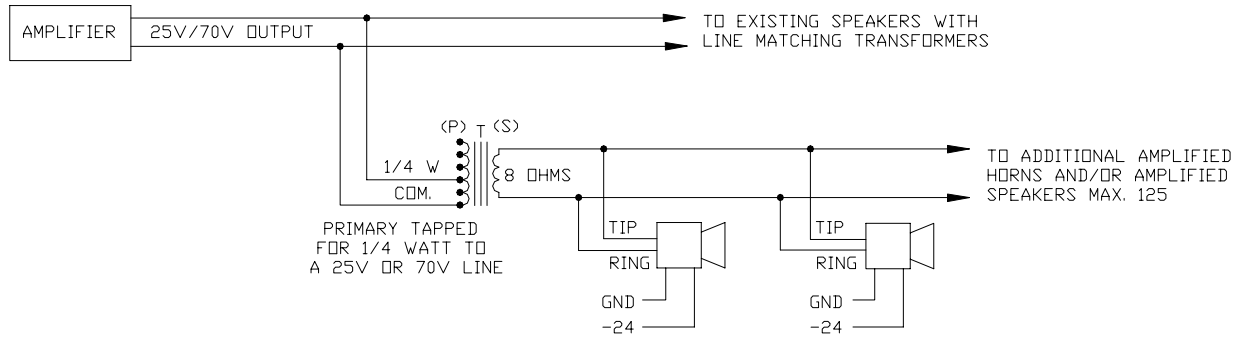 AMPLIFIER
25V/70V OUTPUT
TO EXISTING SPEAKERS WITH
LINE MATCHING TRANSFORMERS
(P) T (S)
1/4 W
COM.
8 OHMS
PRIMARY TAPPED
FOR 1/4 WATT TO
A 25V OR 70V LINE
TO ADDITIONAL AMPLIFIED
HORNS AND/OR AMPLIFIED
SPEAKERS MAX. 125
TIP
RING
GND
-24
TIP
RING
GND
-24